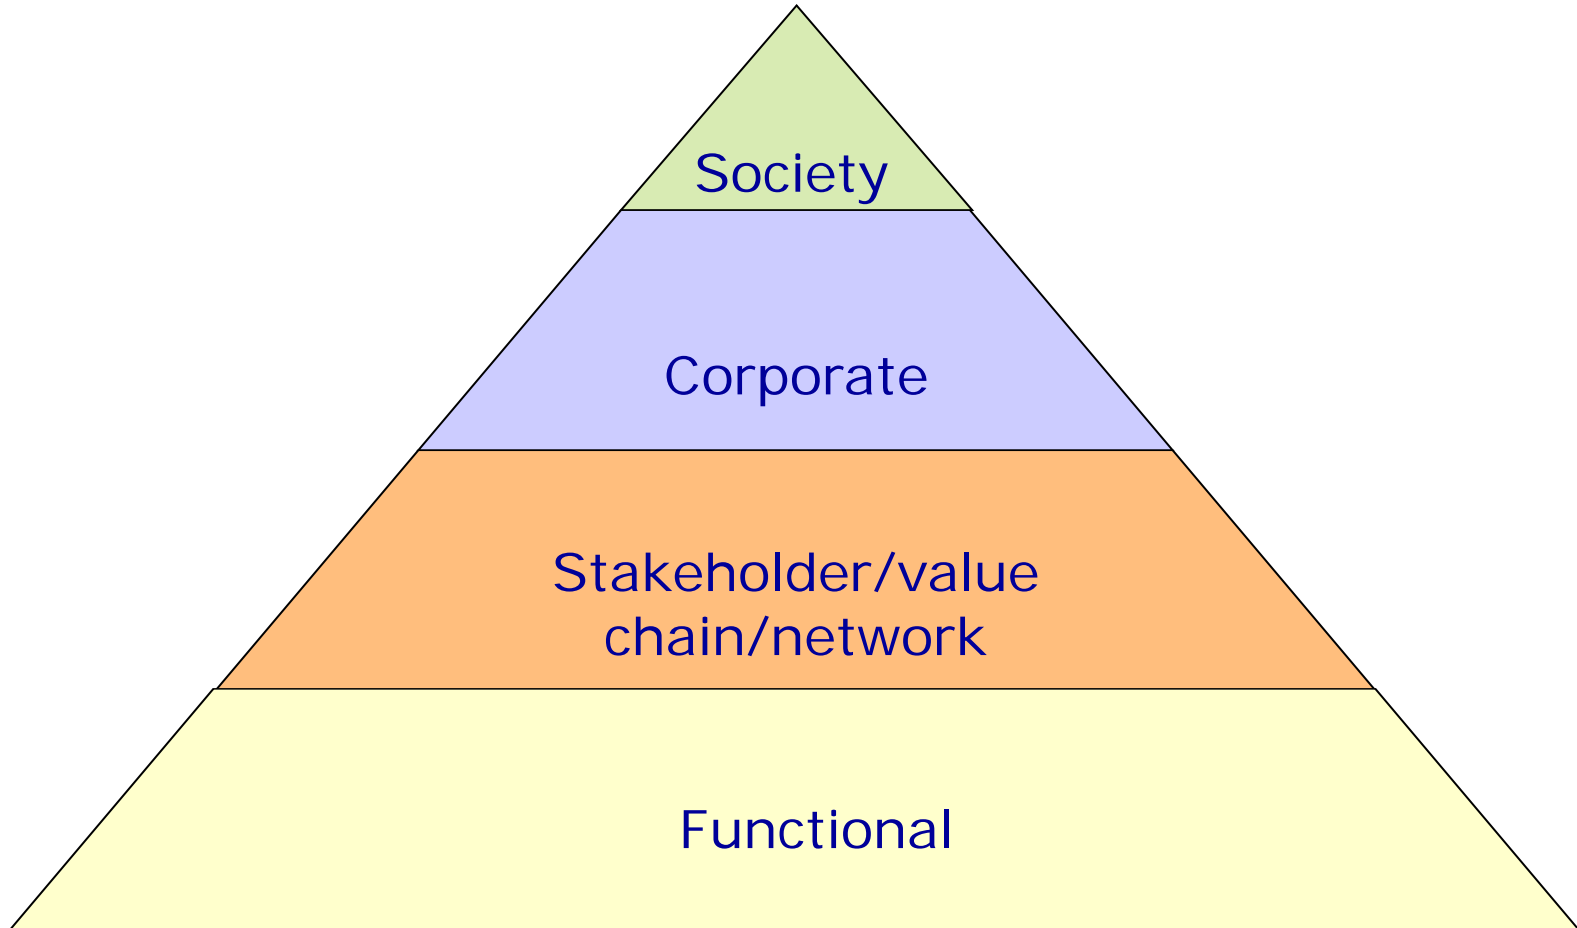 Society
Corporate
Stakeholder/value
chain/network
Functional